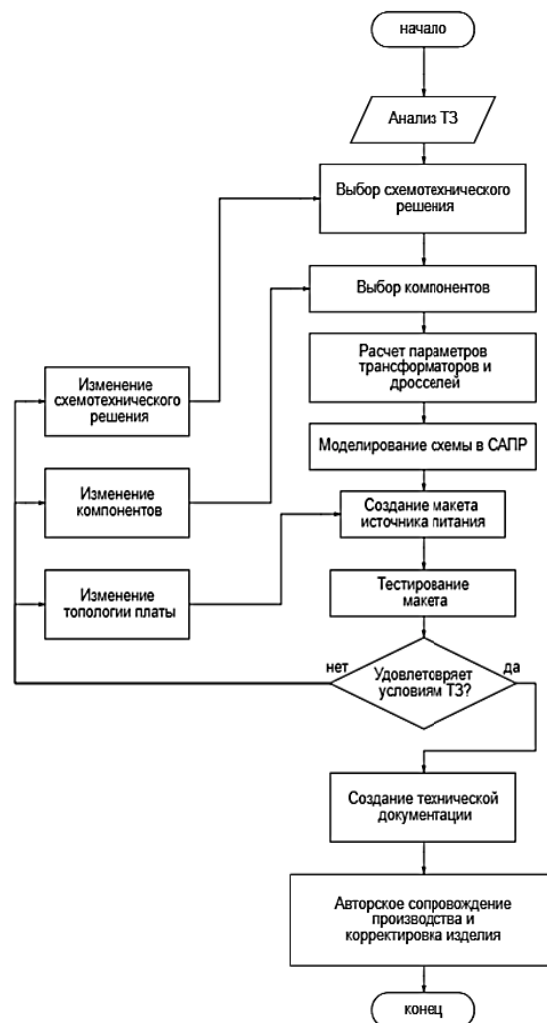 начало
Анализ ТЗ
Выбор схемотехнического
решения
Выбор компонентов
Расчет параметров
трансформаторов и
дросселей
Изменение
схемотехнического
решения
Моделирование схемы в САПР
Изменение
компонентов
Создание макета
источника питания
Тестирование
макета
Изменение
топологии платы
нет
Удовлетовряет
условиям ТЗ?
да
Создание технической
документации
Авторское сопровождение
производства и
корректировка изделия
конец